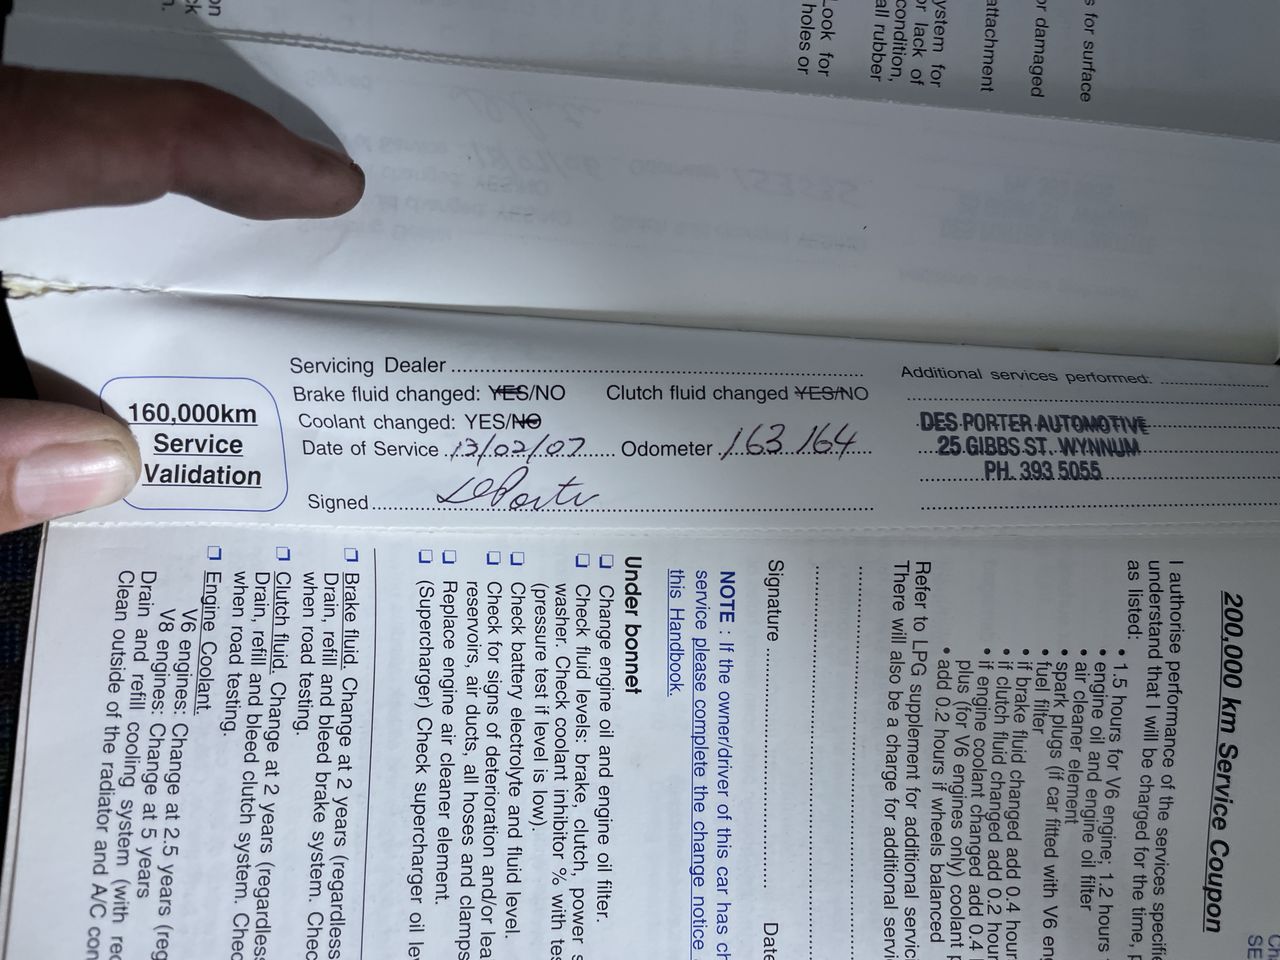 s for surface
or damaged
attachment
ystem for
or lack of
condition,
all rubber
Look for
holes or
160,000km
Service
Validation
Servicing Dealer
Brake fluid changed: YES/NO Clutch fluid changed YES/NO
Coolant changed: YES/NO
Date of Service 13/02/07 Odometer 163164
Signed
Additional services performed:
DES PORTER AUTOMOTIVE
25 GIBBS ST. WYNNUM
PH. 393 5055
200,000 km Service Coupon
I authorise performance of the services specifie
understand that I will be charged for the time, p
as listed:
• 1.5 hours for V6 engine; 1.2 hours
• engine oil and engine oil filter
• air cleaner element
• spark plugs (if car fitted with V6 en
• fuel filter
• if brake fluid changed add 0.4 hour
• if clutch fluid changed add 0.2 hour
• if engine coolant changed add 0.4
plus (for V6 engines only) coolant
• add 0.2 hours if wheels balanced
Refer to LPG supplement for additional servici
There will also be a charge for additional servi
Signature Date
NOTE : If the owner/driver of this car has ch
service please complete the change notice
this Handbook.
Under bonnet
❑ Change engine oil and engine oil filter.
❑ Check fluid levels: brake, clutch, power s
washer. Check coolant inhibitor % with tes
(pressure test if level is low).
❑ Check battery electrolyte and fluid level.
❑ Check for signs of deterioration and/or lea
reservoirs, air ducts, all hoses and clamps
❑ Replace engine air cleaner element.
❑ (Supercharger) Check supercharger oil le
❑ Brake fluid. Change at 2 years (regardless
Drain, refill and bleed brake system. Chec
when road testing.
❑ Clutch fluid. Change at 2 years (regardless
Drain, refill and bleed clutch system. Chec
when road testing.
❑ Engine Coolant.
V6 engines: Change at 2.5 years (reg
V8 engines: Change at 5 years
Drain and refill cooling system (with rec
Clean outside of the radiator and A/C con